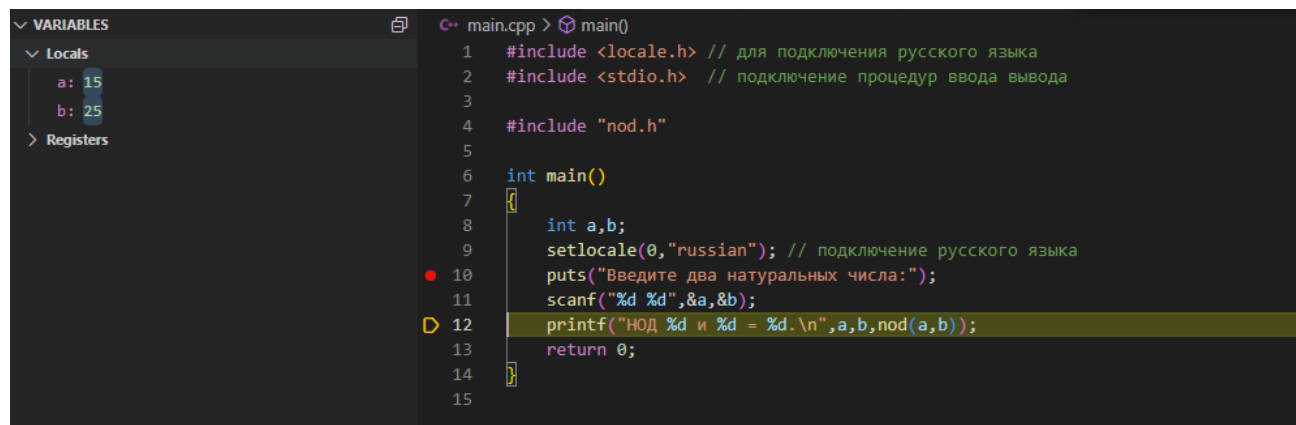 VARIABLES
Locals
a: 15
b: 25
Registers
C++ main.cpp > main()
1 #include <locale.h> // для подключения русского языка
2 #include <stdio.h>  // подключение процедур ввода вывода
3
4 #include "nod.h"
5
6 int main()
7 {
8     int a,b;
9     setlocale(0,"russian"); // подключение русского языка
10     puts("Введите два натуральных числа:");
11     scanf("%d %d",&a,&b);
12     printf("НОД %d и %d = %d.\n",a,b,nod(a,b));
13     return 0;
14 }
15